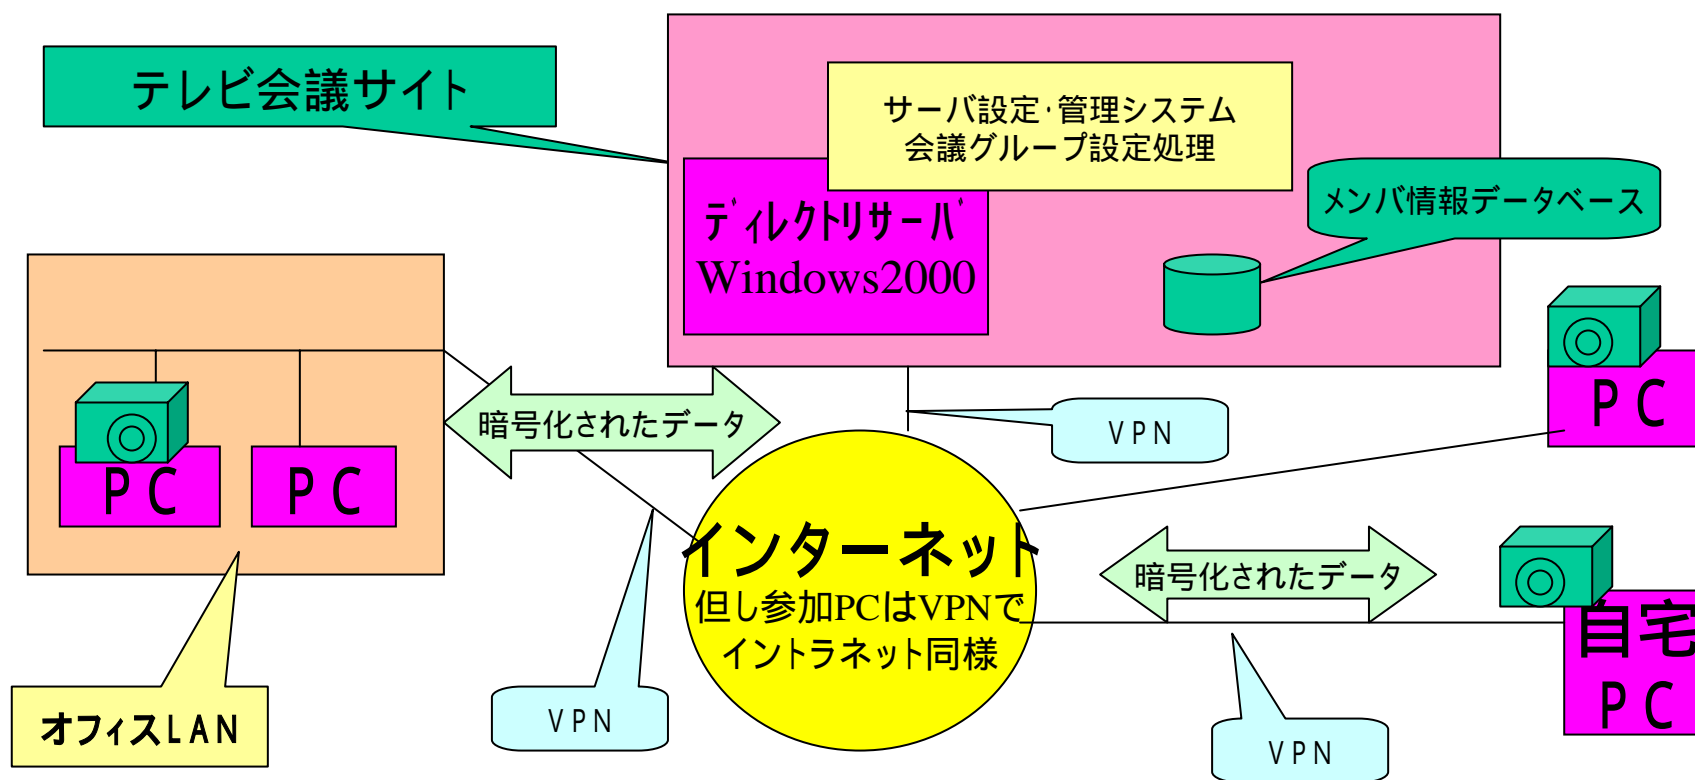 テレビ会議サイト
サーバ設定・管理システム
会議グループ設定処理
メンバ情報データベース
ディレクトリサーバ
Windows2000
PC
暗号化されたデータ
VPN
PC
PC
インターネット
但し参加PCはVPNで
イントラネット同様
暗号化されたデータ
自宅
PC
オフィスLAN
VPN
VPN